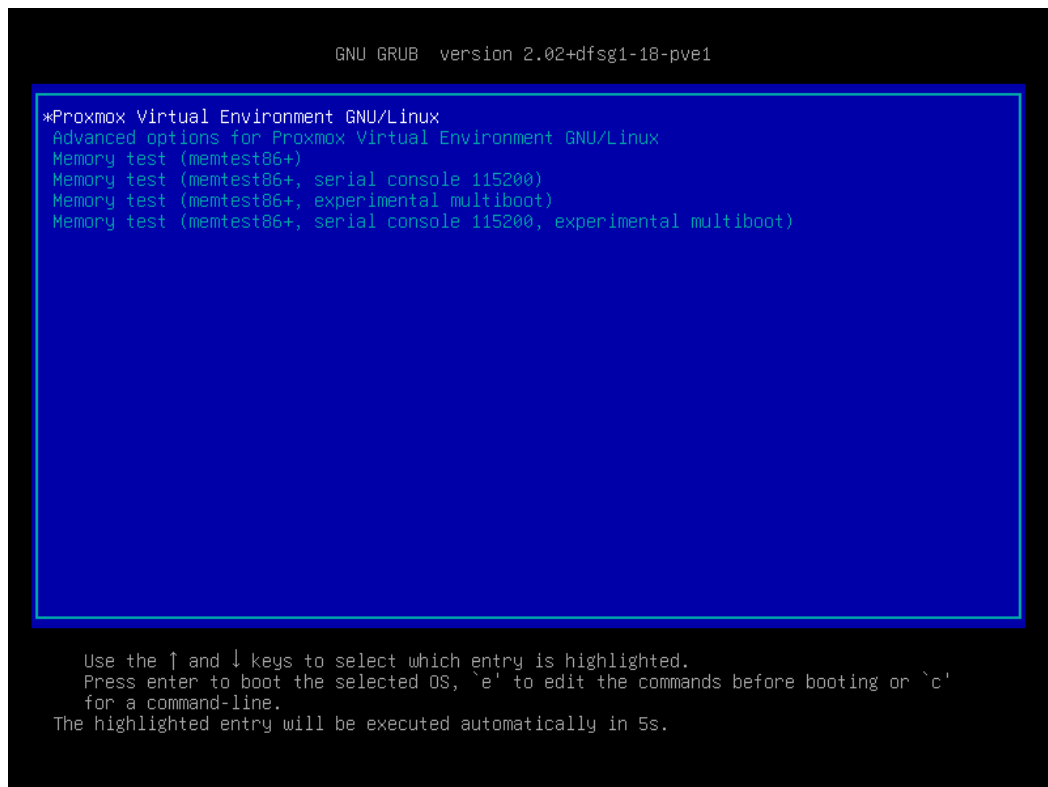 GNU GRUB  version 2.02+dfsg1-18-pve1
*Proxmox Virtual Environment GNU/Linux
Advanced options for Proxmox Virtual Environment GNU/Linux
Memory test (memtest86+)
Memory test (memtest86+, serial console 115200)
Memory test (memtest86+, experimental multiboot)
Memory test (memtest86+, serial console 115200, experimental multiboot)
Use the ↑ and ↓ keys to select which entry is highlighted.
Press enter to boot the selected OS, `e' to edit the commands before booting or `c'
for a command-line.
The highlighted entry will be executed automatically in 5s.